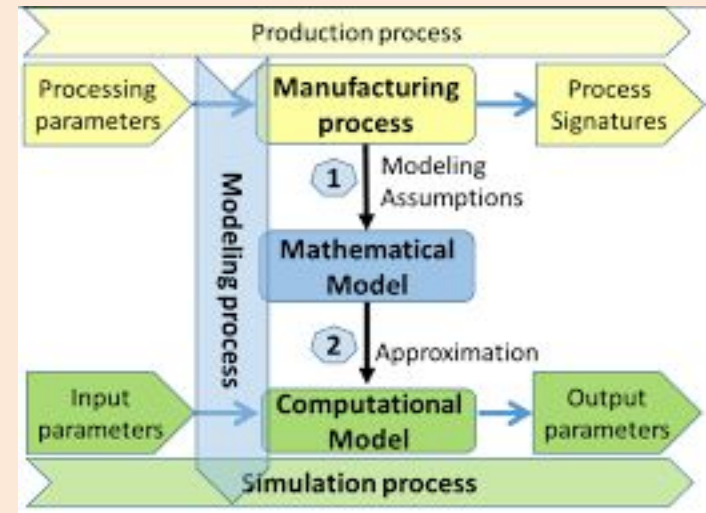 Production process
Processing
parameters
Manufacturing
process
Process
Signatures
1
Modeling
Assumptions
Modeling process
Mathematical
Model
2
Approximation
Input
parameters
Computational
Model
Output
parameters
Simulation process